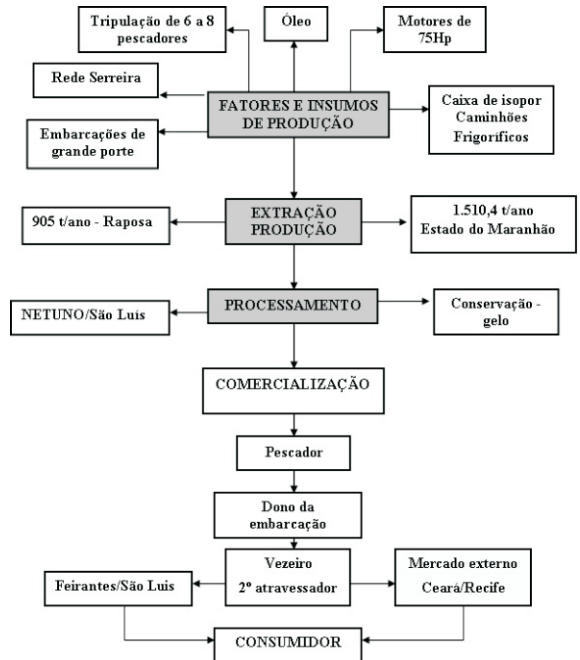 Tripulação de 6 a 8
pescadores
Óleo
Motores de
75Hp
Rede Serreira
FATORES E INSUMOS
DE PRODUÇÃO
Caixa de isopor
Caminhões
Frigoríficos
Embarcações de
grande porte
905 t/ano - Raposa
EXTRAÇÃO
PRODUÇÃO
1.510,4 t/ano
Estado do Maranhão
NETUNO/São Luis
PROCESSAMENTO
Conservação -
gelo
COMERCIALIZAÇÃO
Pescador
Dono da
embarcação
Feirantes/São Luis
Vezeiro
2º atravessador
Mercado externo
Ceará/Recife
CONSUMIDOR